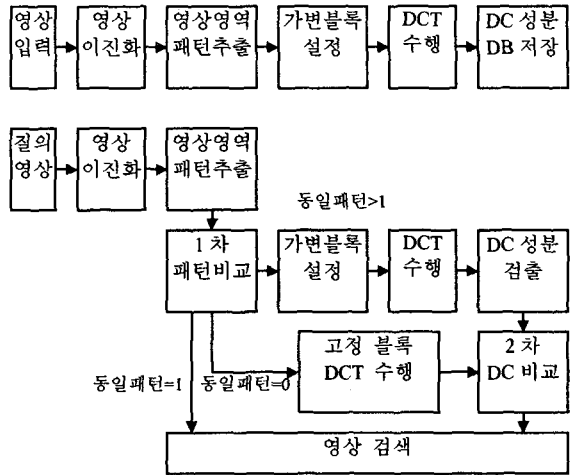 영상
입력
영상
이진화
영상영역
패턴추출
가변블록
설정
DCT
수행
DC 성분
DB 저장
질의
영상
영상
이진화
영상영역
패턴추출
동일패턴>1
1 차
패턴비교
가변블록
설정
DCT
수행
DC 성분
검출
고정 블록
DCT 수행
2 차
DC 비교
동일패턴=1
동일패턴=0
영상 검색